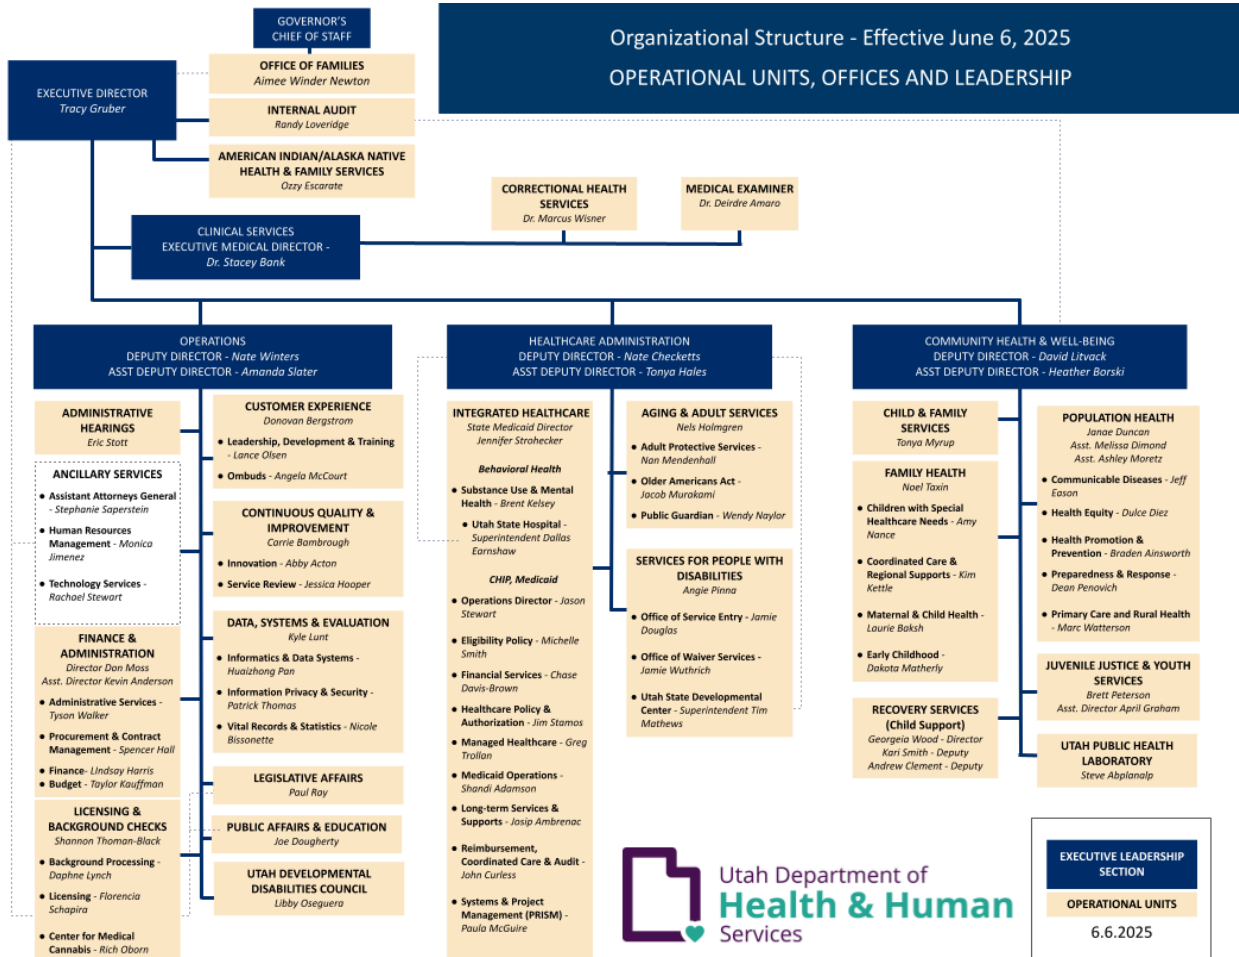 GOVERNOR'S
CHIEF OF STAFF
Organizational Structure - Effective June 6, 2025
OPERATIONAL UNITS, OFFICES AND LEADERSHIP
OFFICE OF FAMILIES
Aimee Winder Newton
EXECUTIVE DIRECTOR
Tracy Gruber
INTERNAL AUDIT
Randy Loveridge
AMERICAN INDIAN/ALASKA NATIVE
HEALTH & FAMILY SERVICES
Ozzy Escarate
CORRECTIONAL HEALTH
SERVICES
Dr. Marcus Wisner
MEDICAL EXAMINER
Dr. Deirdre Amaro
CLINICAL SERVICES
EXECUTIVE MEDICAL DIRECTOR -
Dr. Stacey Bank
OPERATIONS
DEPUTY DIRECTOR - Nate Winters
ASST DEPUTY DIRECTOR - Amanda Slater
ADMINISTRATIVE
HEARINGS
Eric Stott
ANCILLARY SERVICES
● Assistant Attorneys General
- Stephanie Saperstein
● Human Resources
Management - Monica
Jimenez
● Technology Services -
Rachael Stewart
FINANCE &
ADMINISTRATION
Director Don Moss
Asst. Director Kevin Anderson
● Administrative Services -
Tyson Walker
● Procurement & Contract
Management - Spencer Hall
● Finance- Lindsay Harris
● Budget - Taylor Kauffman
LICENSING &
BACKGROUND CHECKS
Shannon Thoman-Black
● Background Processing -
Daphne Lynch
● Licensing - Florencia
Schapira
● Center for Medical
Cannabis - Rich Oborn
CUSTOMER EXPERIENCE
Donovan Bergstrom
● Leadership, Development & Training
- Lance Olsen
● Ombuds - Angela McCourt
CONTINUOUS QUALITY &
IMPROVEMENT
Carrie Bambrough
● Innovation - Abby Acton
● Service Review - Jessica Hooper
DATA, SYSTEMS & EVALUATION
Kyle Lunt
● Informatics & Data Systems -
Huaizhong Pan
● Information Privacy & Security -
Patrick Thomas
● Vital Records & Statistics - Nicole
Bissonette
LEGISLATIVE AFFAIRS
Paul Ray
PUBLIC AFFAIRS & EDUCATION
Joe Dougherty
UTAH DEVELOPMENTAL
DISABILITIES COUNCIL
Libby Oseguera
HEALTHCARE ADMINISTRATION
DEPUTY DIRECTOR - Nate Checketts
ASST DEPUTY DIRECTOR - Tonya Hales
INTEGRATED HEALTHCARE
State Medicaid Director
Jennifer Strohecker
Behavioral Health
● Substance Use & Mental
Health - Brent Kelsey
● Utah State Hospital -
Superintendent Dallas
Earnshaw
CHIP, Medicaid
● Operations Director - Jason
Stewart
● Eligibility Policy - Michelle
Smith
● Financial Services - Chase
Davis-Brown
● Healthcare Policy &
Authorization - Jim Stamos
● Managed Healthcare - Greg
Trollan
● Medicaid Operations -
Shandi Adamson
● Long-term Services &
Supports - Josip Ambrenac
● Reimbursement,
Coordinated Care & Audit -
John Curless
● Systems & Project
Management (PRISM) -
Paula McGuire
AGING & ADULT SERVICES
Nels Holmgren
● Adult Protective Services -
Nan Mendenhall
● Older Americans Act -
Jacob Murakami
● Public Guardian - Wendy Naylor
SERVICES FOR PEOPLE WITH
DISABILITIES
Angie Pinna
● Office of Service Entry - Jamie
Douglas
● Office of Waiver Services -
Jamie Wuthrich
● Utah State Developmental
Center - Superintendent Tim
Mathews
COMMUNITY HEALTH & WELL-BEING
DEPUTY DIRECTOR - David Litvack
ASST DEPUTY DIRECTOR - Heather Borski
CHILD & FAMILY
SERVICES
Tonya Myrup
FAMILY HEALTH
Noel Taxin
● Children with Special
Healthcare Needs - Amy
Nance
● Coordinated Care &
Regional Supports - Kim
Kettle
● Maternal & Child Health -
Laurie Baksh
● Early Childhood -
Dakota Matherly
RECOVERY SERVICES
(Child Support)
Georgeia Wood - Director
Kari Smith - Deputy
Andrew Clement - Deputy
POPULATION HEALTH
Janae Duncan
Asst. Melissa Dimond
Asst. Ashley Moretz
● Communicable Diseases - Jeff
Eason
● Health Equity - Dulce Diez
● Health Promotion &
Prevention - Braden Ainsworth
● Preparedness & Response -
Dean Penovich
● Primary Care and Rural Health
- Marc Watterson
JUVENILE JUSTICE & YOUTH
SERVICES
Brett Peterson
Asst. Director April Graham
UTAH PUBLIC HEALTH
LABORATORY
Steve Abplanalp
Utah Department of
Health & Human
Services
EXECUTIVE LEADERSHIP
SECTION
OPERATIONAL UNITS
6.6.2025